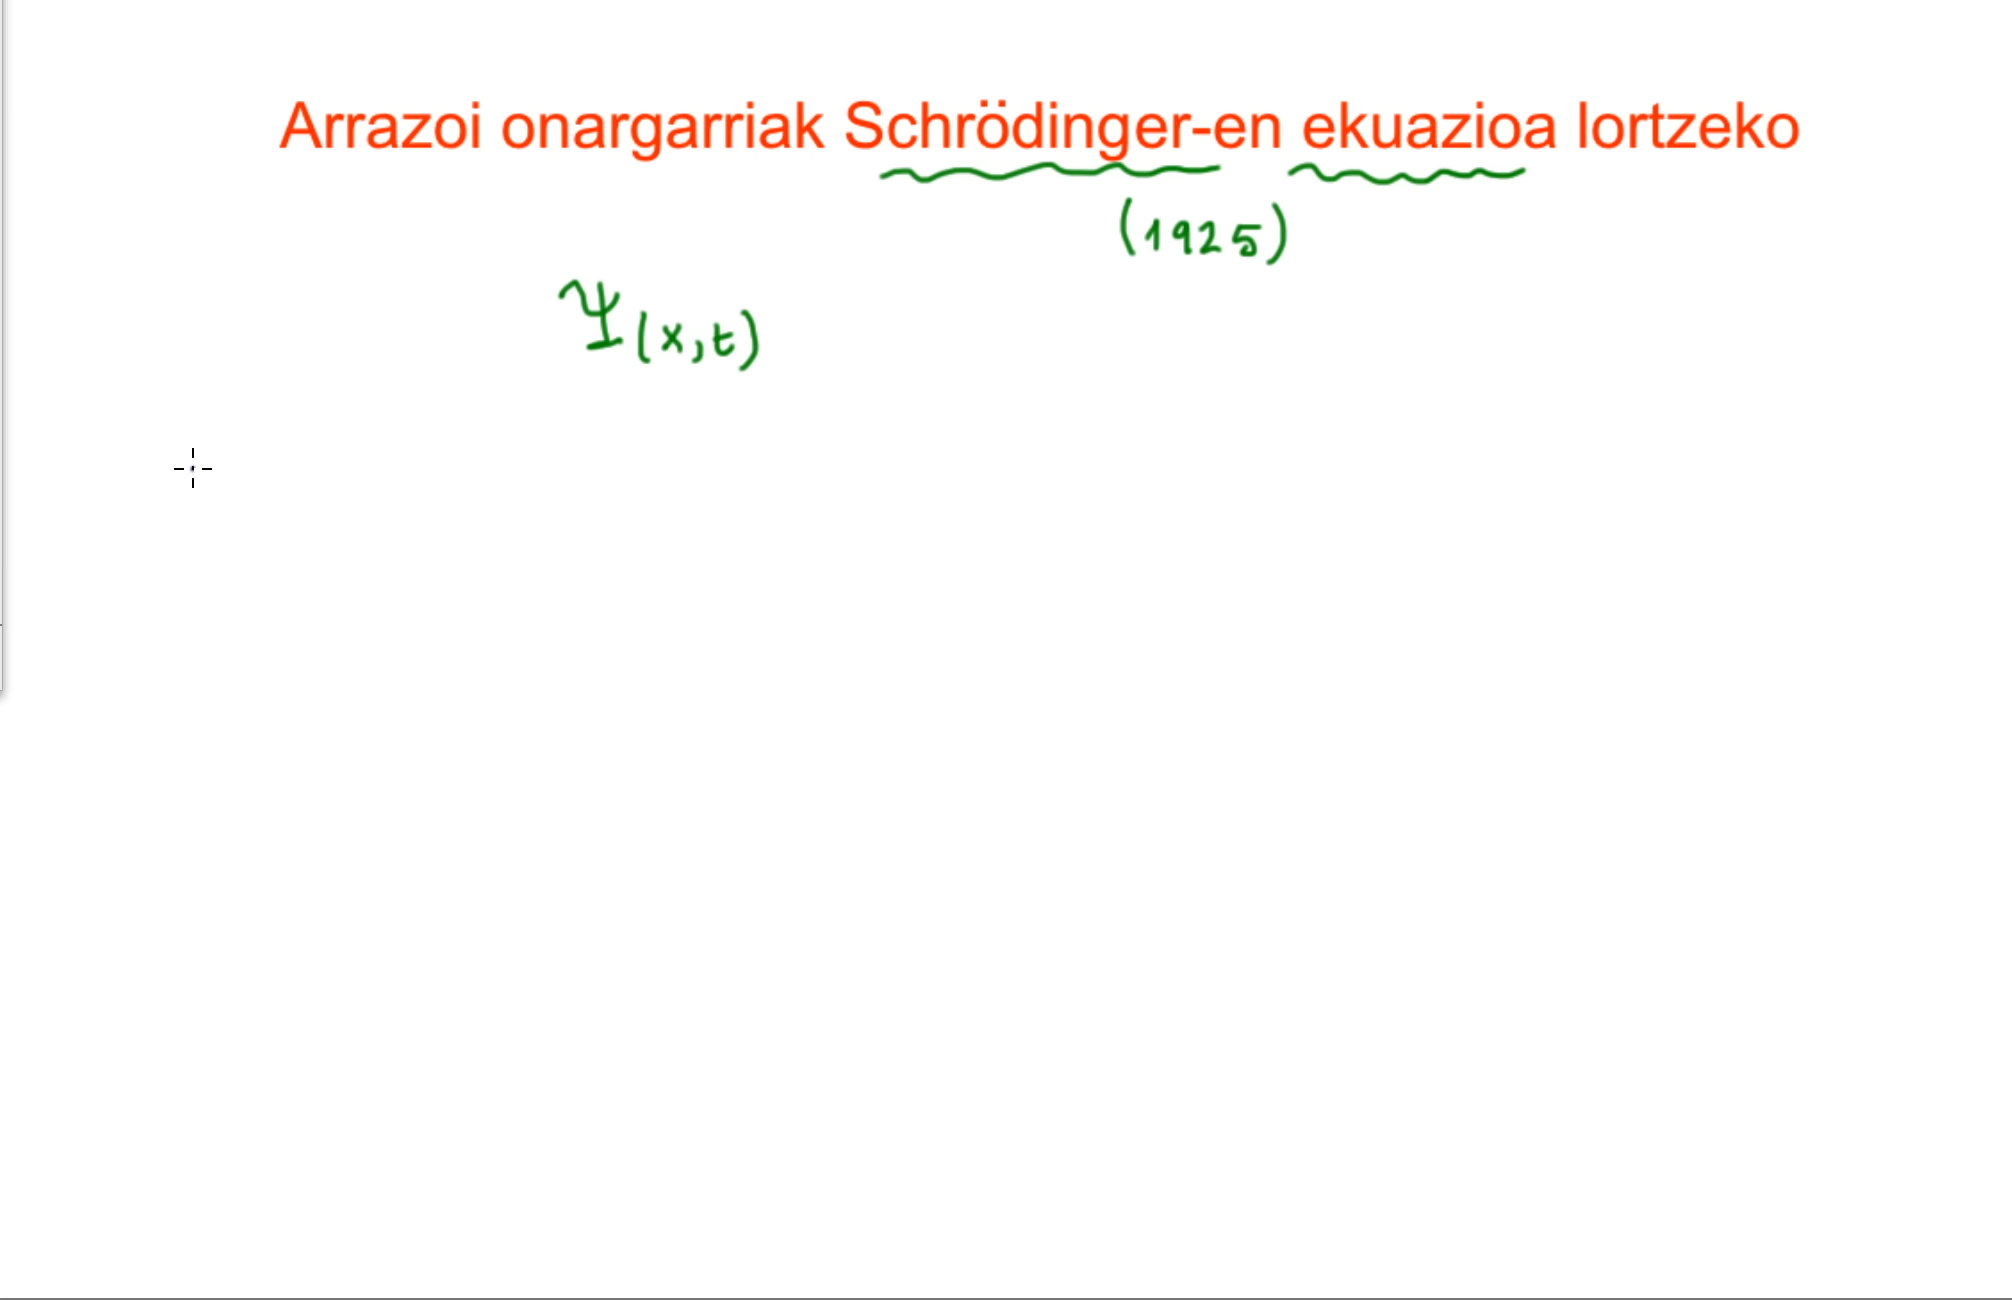 Arrazoi onargarriak Schrödinger-en ekuazioa lortzeko
(1925)
Ψ(x,t)